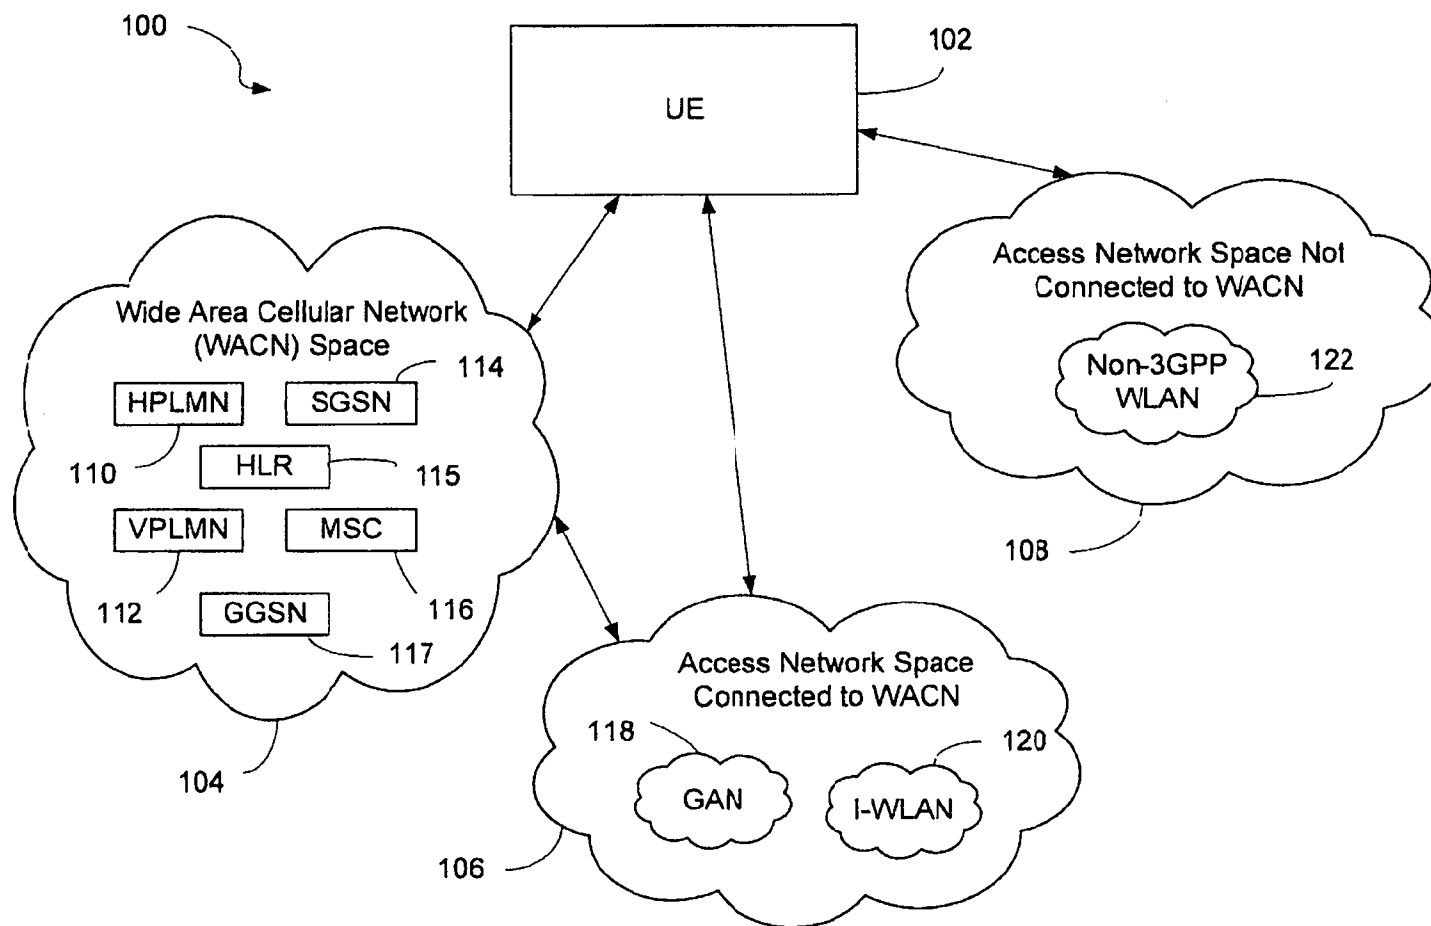 100
102
UE
Access Network Space Not
Connected to WACN
Non-3GPP
WLAN
122
108
Wide Area Cellular Network
(WACN) Space
114
HPLMN
SGSN
110
HLR
115
VPLMN
MSC
112
116
GGSN
117
104
Access Network Space
Connected to WACN
118
120
GAN
I-WLAN
106